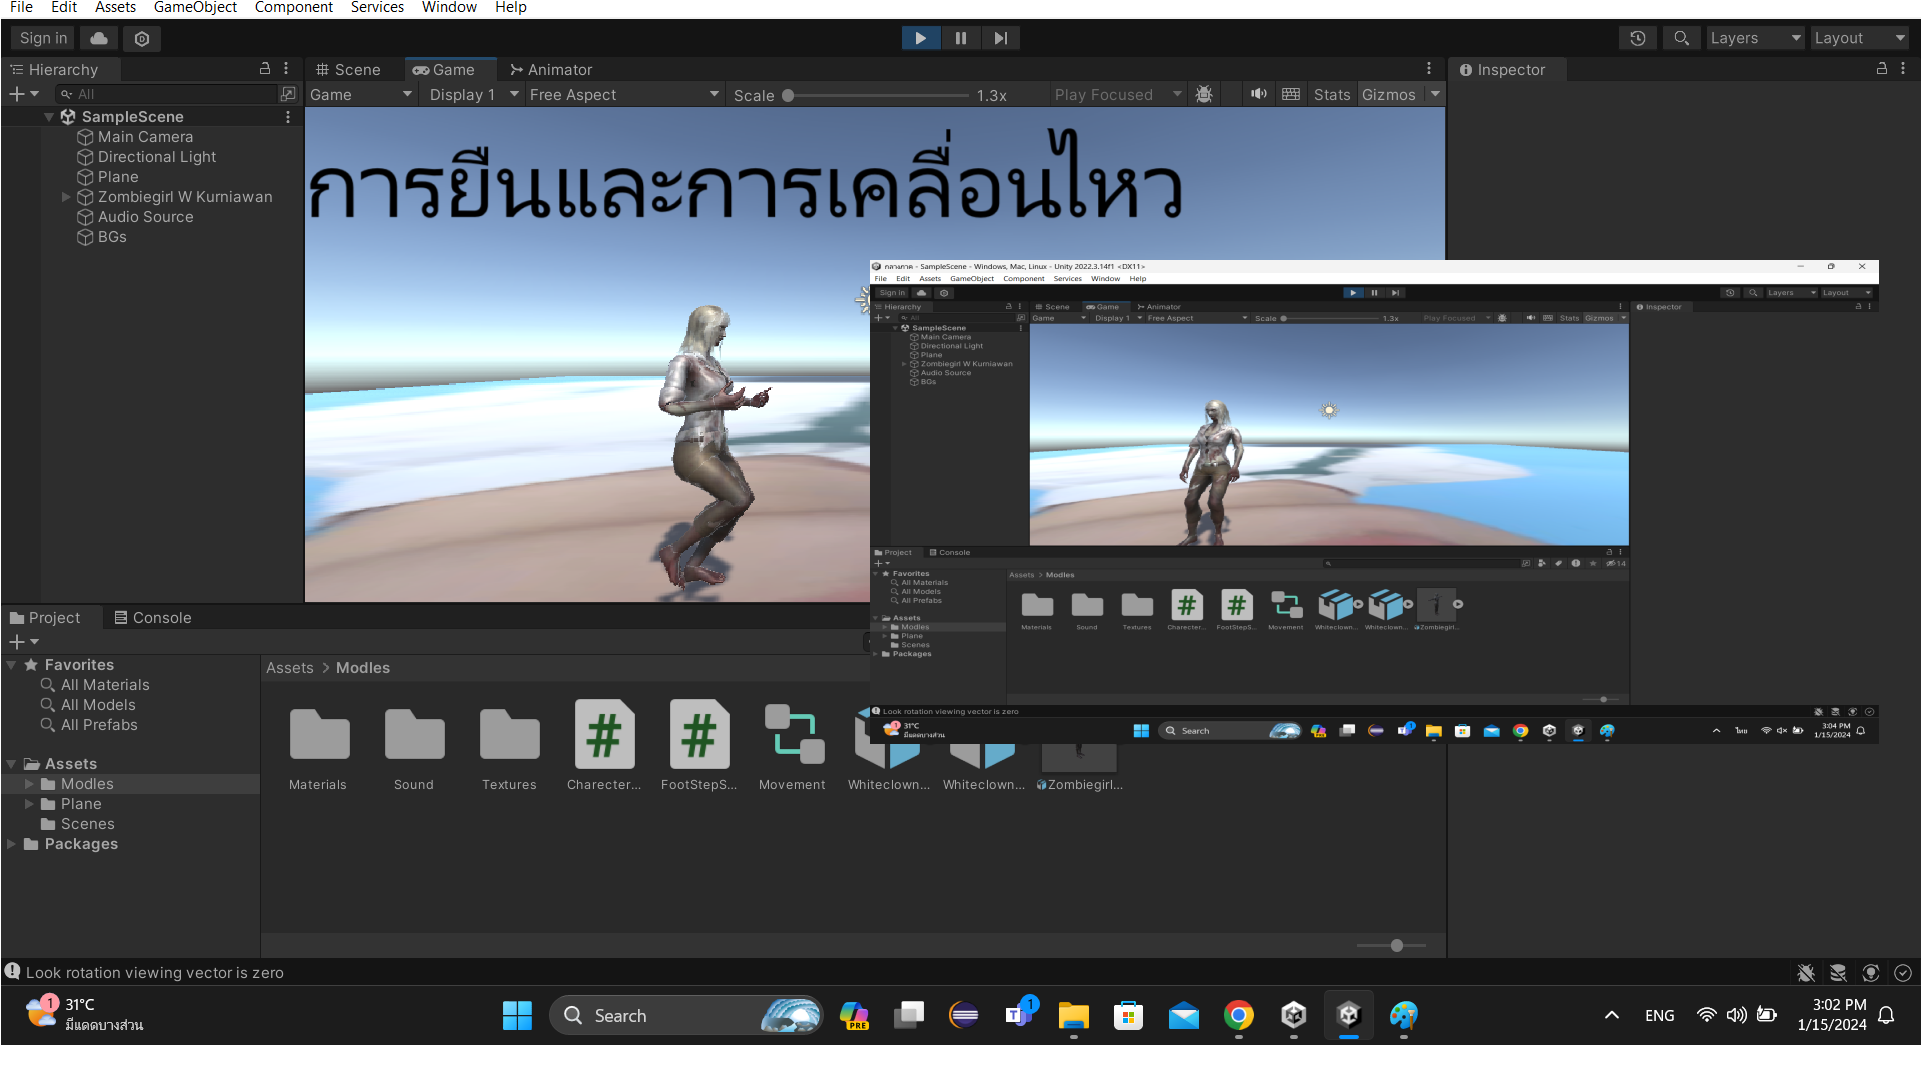 File Edit Assets GameObject Component Services Window Help
Sign in
Layers Layout
Hierarchy
Scene Game Animator
Inspector
All
Game Display 1 Free Aspect Scale 1.3x Play Focused Stats Gizmos
SampleScene
Main Camera
Directional Light
Plane
Zombiegirl W Kurniawan
Audio Source
BGs
การยืนและการเคลื่อนไหว
กลางภาค - SampleScene - Windows, Mac, Linux - Unity 2022.3.14f1 <DX11>
File Edit Assets GameObject Component Services Window Help
Sign in
Layers Layout
Hierarchy
Scene Game Animator
Inspector
All
Game Display 1 Free Aspect Scale 1.3x Play Focused Stats Gizmos
SampleScene
Main Camera
Directional Light
Plane
Zombiegirl W Kurniawan
Audio Source
BGs
Project Console
14
Favorites
All Materials
All Models
All Prefabs
Assets > Modles
Assets
Modles
Plane
Scenes
Packages
Materials Sound Textures Charecter... FootStepS... Movement Whiteclown... Whiteclown... Zombiegirl...
Look rotation viewing vector is zero
1
31°C
มีแดดบางส่วน
Search
1
ไทย
3:04 PM
1/15/2024
Project Console
Favorites
All Materials
All Models
All Prefabs
Assets > Modles
Assets
Modles
Plane
Scenes
Packages
Materials Sound Textures Charecter... FootStepS... Movement Whiteclown... Whiteclown... Zombiegirl...
Look rotation viewing vector is zero
1
31°C
มีแดดบางส่วน
Search
PRE
1
ENG
3:02 PM
1/15/2024